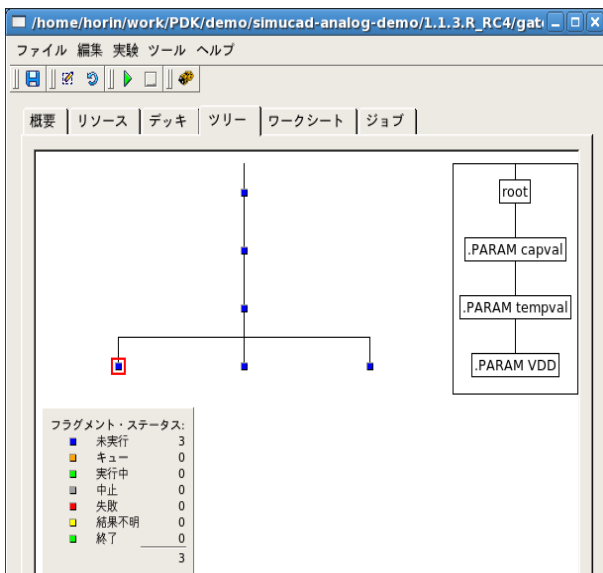 /home/horin/work/PDK/demo/simucad-analog-demo/1.1.3.R_RC4/gate
ファイル 編集 実験 ツール ヘルプ
概要 リソース デッキ ツリー ワークシート ジョブ
root
.PARAM capval
.PARAM tempval
.PARAM VDD
フラグメント・ステータス:
未実行 3
キュー 0
実行中 0
中止 0
失敗 0
結果不明 0
終了 0
3